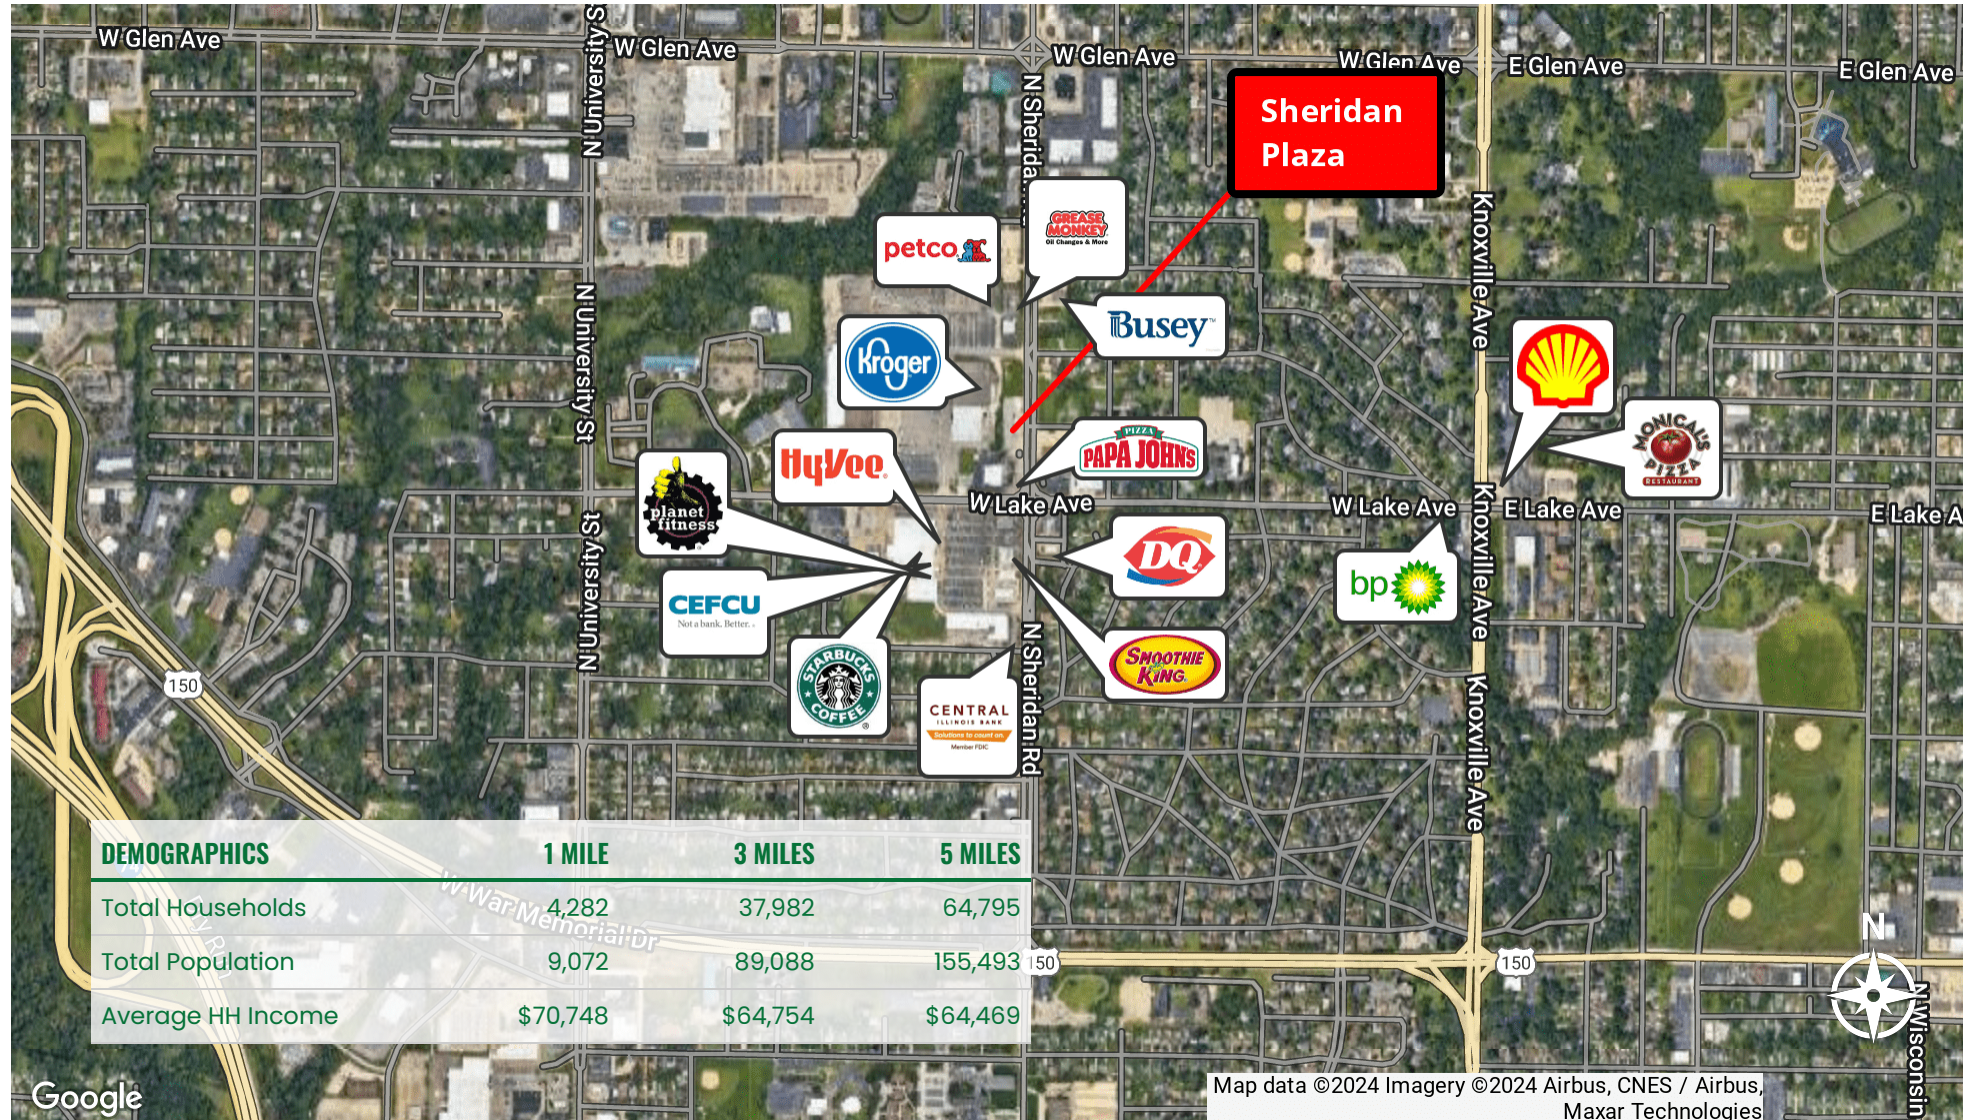 W Glen Ave
N University St
W Glen Ave
W Glen Ave
W Glen Ave
E Glen Ave
E Glen Ave
Sheridan
Plaza
N Sherida
petco
GREASE
MONKEY
Oil Changes & More
Busey™
Kroger
Knoxville Ave
N University St
HyVee
PIZZA
PAPA JOHNS
MONICAL'S
PIZZA
RESTAURANT
planet
fitness
W Lake Ave
W Lake Ave
E Lake Ave
E Lake A
N University St
Knoxville Ave
DQ
bp
CEFCU
Not a bank. Better.
STARBUCKS
COFFEE
SMOOTHIE
KING
CENTRAL
ILLINOIS BANK
Solutions to count on.
Member FDIC
N Sheridan Rd
Knoxville Ave
150
DEMOGRAPHICS 1 MILE 3 MILES 5 MILES
Total Households 4,282 37,982 64,795
Total Population 9,072 89,088 155,493
Average HH Income $70,748 $64,754 $64,469
W War Memorial Dr
150
150
N
N Wisconsin
Google
Map data ©2024 Imagery ©2024 Airbus, CNES / Airbus,
Maxar Technologies